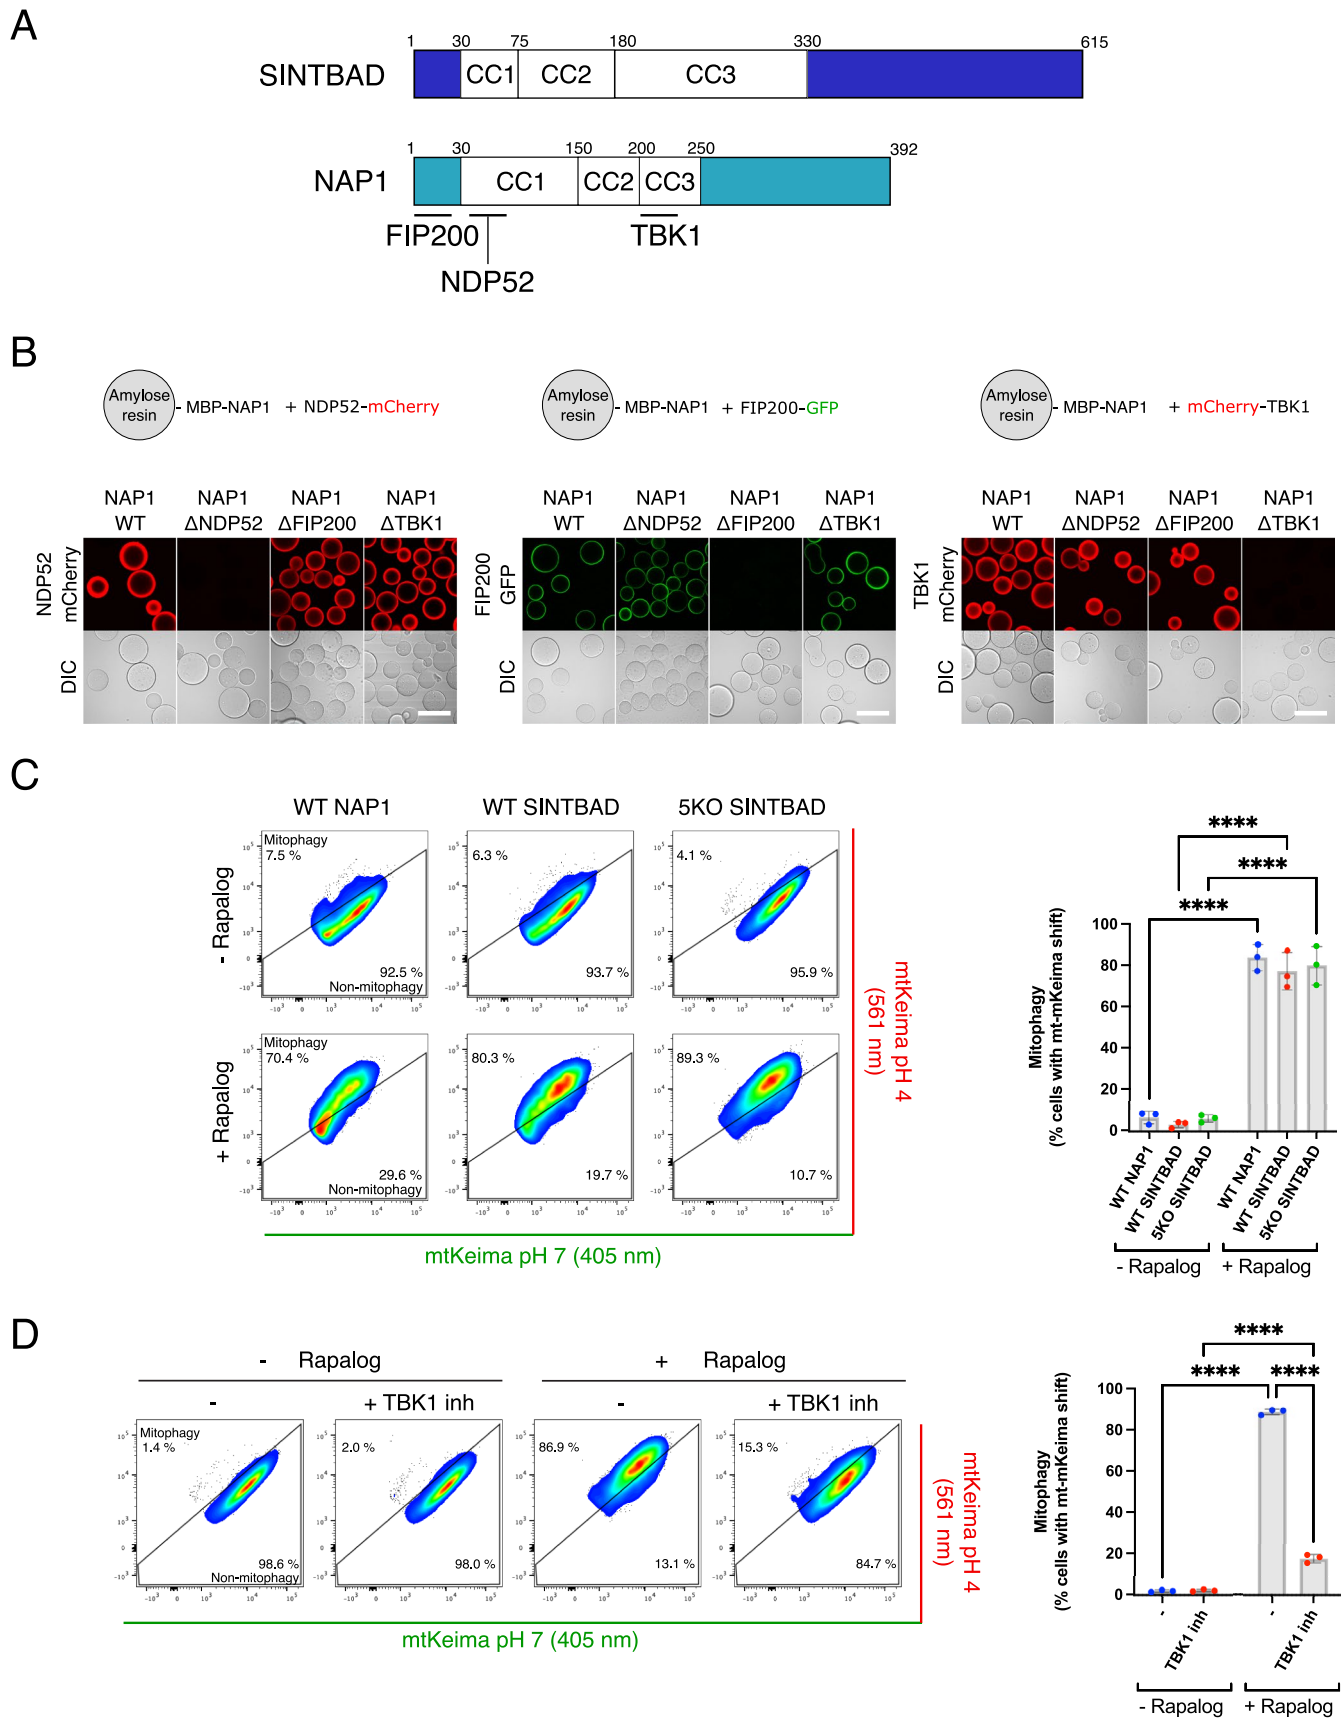 A
1 30 75 180 330 615
SINTBAD CC1 CC2 CC3
1 30 150 200 250 392
NAP1 CC1 CC2 CC3
FIP200 TBK1
NDP52
B
Amylose resin - MBP-NAP1 + NDP52-mCherry
Amylose resin - MBP-NAP1 + FIP200-GFP
Amylose resin - MBP-NAP1 + mCherry-TBK1
NAP1 WT NAP1 ΔNDP52 NAP1 ΔFIP200 NAP1 ΔTBK1
NDP52 mCherry
DIC
NAP1 WT NAP1 ΔNDP52 NAP1 ΔFIP200 NAP1 ΔTBK1
FIP200 GFP
DIC
NAP1 WT NAP1 ΔNDP52 NAP1 ΔFIP200 NAP1 ΔTBK1
TBK1 mCherry
DIC
C
WT NAP1 WT SINTBAD 5KO SINTBAD
- Rapalog
Mitophagy
7.5 % 6.3 % 4.1 %
92.5 % 93.7 % 95.9 %
Non-mitophagy
+ Rapalog
Mitophagy
70.4 % 80.3 % 89.3 %
29.6 % 19.7 % 10.7 %
Non-mitophagy
mtKeima pH 4
(561 nm)
mtKeima pH 7 (405 nm)
****
****
****
Mitophagy
(% cells with mt-mKeima shift)
100
80
60
40
20
0
WT NAP1 WT SINTBAD 5KO SINTBAD WT NAP1 WT SINTBAD 5KO SINTBAD
- Rapalog + Rapalog
D
- Rapalog + Rapalog
- + TBK1 inh - + TBK1 inh
Mitophagy
1.4 % 2.0 % 86.9 % 15.3 %
98.6 % 98.0 % 13.1 % 84.7 %
Non-mitophagy
mtKeima pH 4
(561 nm)
mtKeima pH 7 (405 nm)
****
**** ****
Mitophagy
(% cells with mt-mKeima shift)
100
80
60
40
20
0
- TBK1 inh - TBK1 inh
- Rapalog + Rapalog